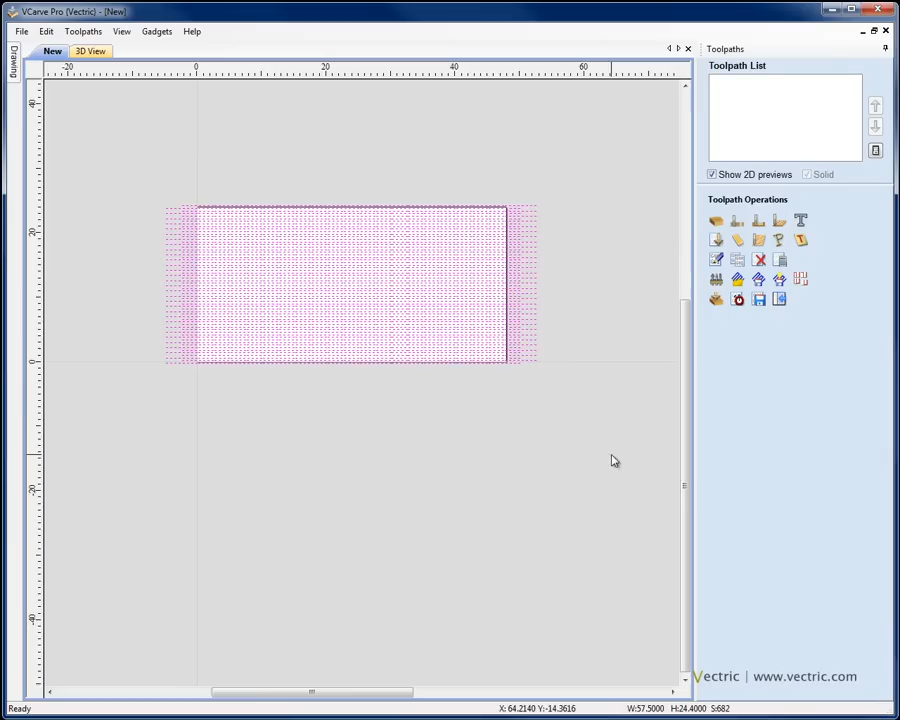 VCarve Pro {Vectric} - [New]
File Edit Toolpaths View Gadgets Help
New 3D View
Toolpaths
Drawing
-20 0 20 40 60
Toolpath List
40
20
0
-20
-40
Show 2D previews Solid
Toolpath Operations
Vectric | www.vectric.com
Ready X: 64.2140 Y:-14.3616 W:57.5000 H:24.4000 S:682